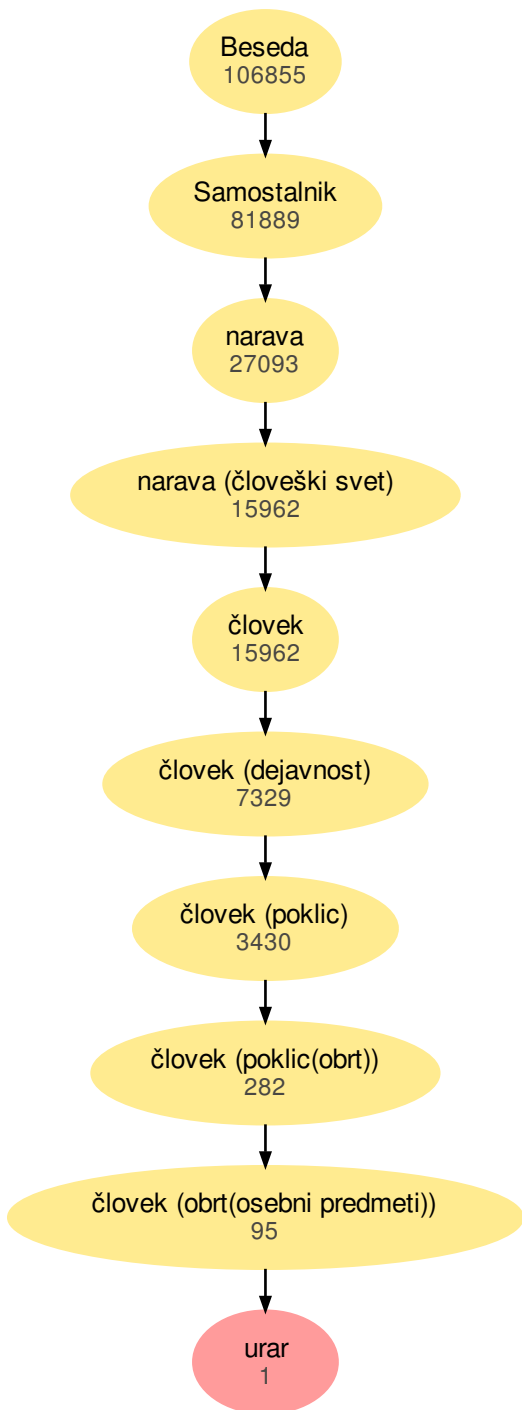 Beseda
106855
Samostalnik
81889
narava
27093
narava (človeški svet)
15962
človek
15962
človek (dejavnost)
7329
človek (poklic)
3430
človek (poklic(obrt))
282
človek (obrt(osebni predmeti))
95
urar
1